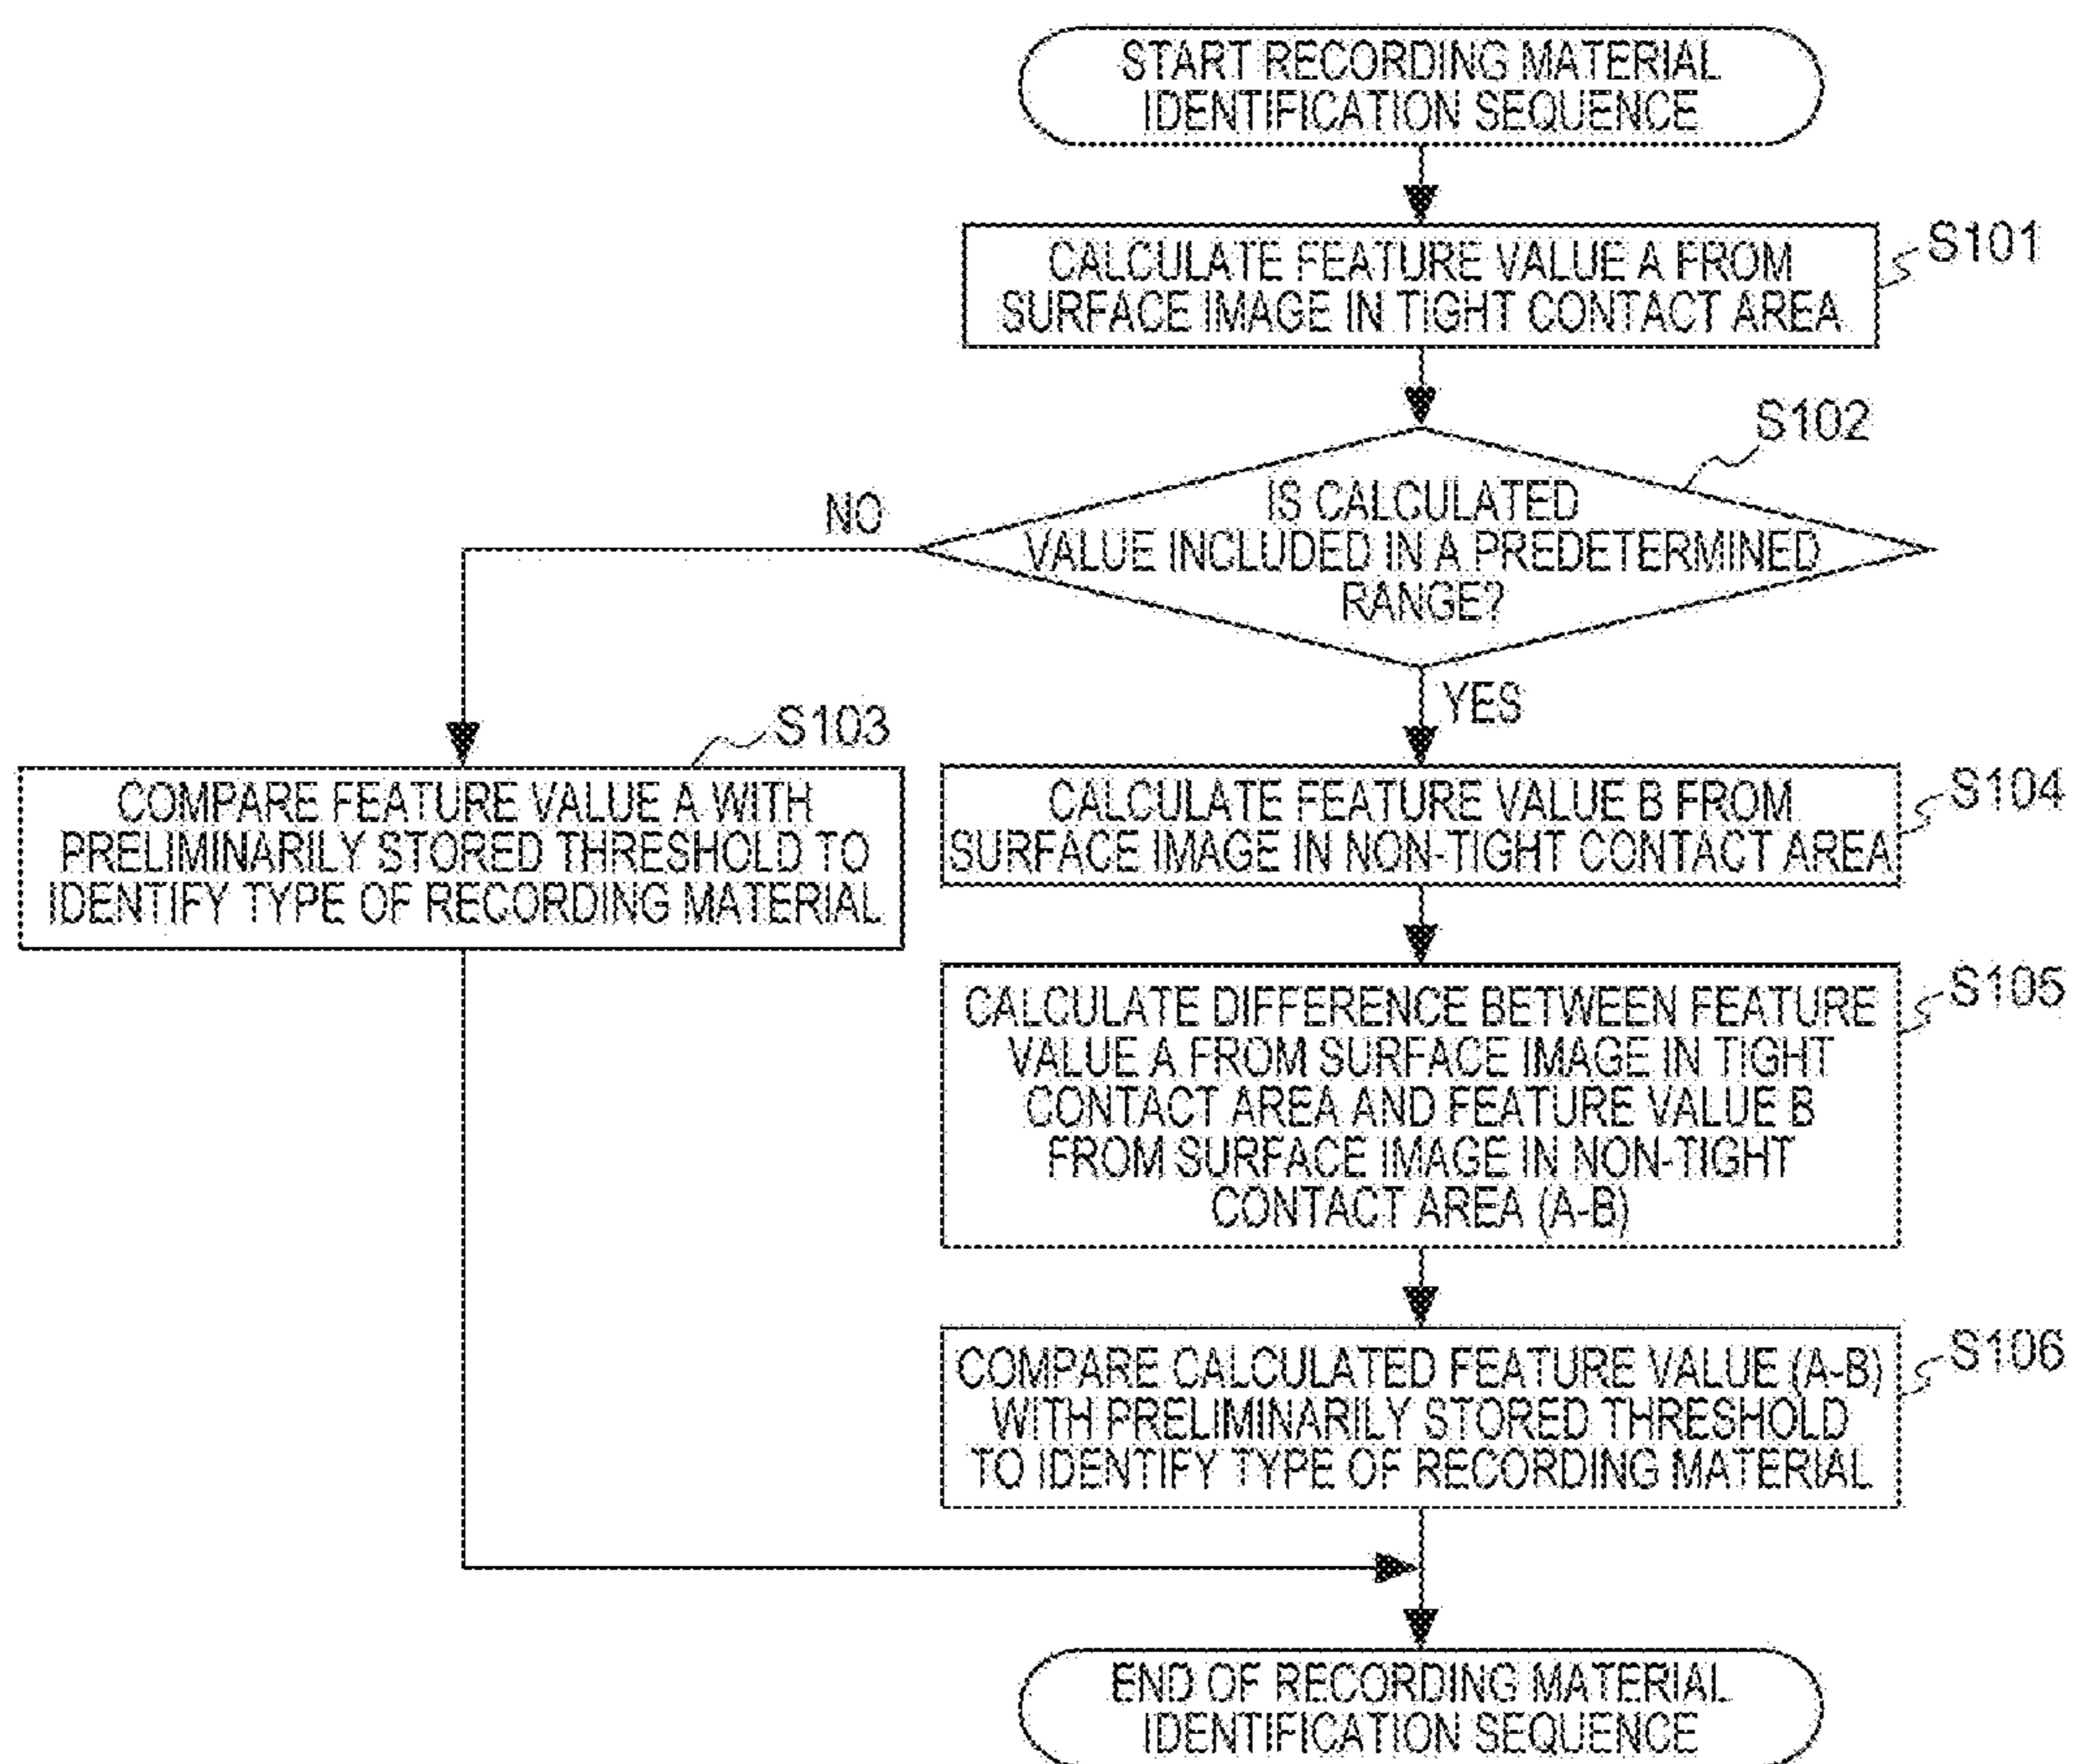 START RECORDING MATERIAL
IDENTIFICATION SEQUENCE
CALCULATE FEATURE VALUE A FROM
SURFACE IMAGE IN TIGHT CONTACT AREA
S101
S102
IS CALCULATED
VALUE INCLUDED IN A PREDETERMINED
RANGE?
NO
YES
S103
COMPARE FEATURE VALUE A WITH
PRELIMINARILY STORED THRESHOLD TO
IDENTIFY TYPE OF RECORDING MATERIAL
CALCULATE FEATURE VALUE B FROM
SURFACE IMAGE IN NON-TIGHT CONTACT AREA
S104
CALCULATE DIFFERENCE BETWEEN FEATURE
VALUE A FROM SURFACE IMAGE IN TIGHT
CONTACT AREA AND FEATURE VALUE B
FROM SURFACE IMAGE IN NON-TIGHT
CONTACT AREA (A-B)
S105
COMPARE CALCULATED FEATURE VALUE (A-B)
WITH PRELIMINARILY STORED THRESHOLD
TO IDENTIFY TYPE OF RECORDING MATERIAL
S106
END OF RECORDING MATERIAL
IDENTIFICATION SEQUENCE